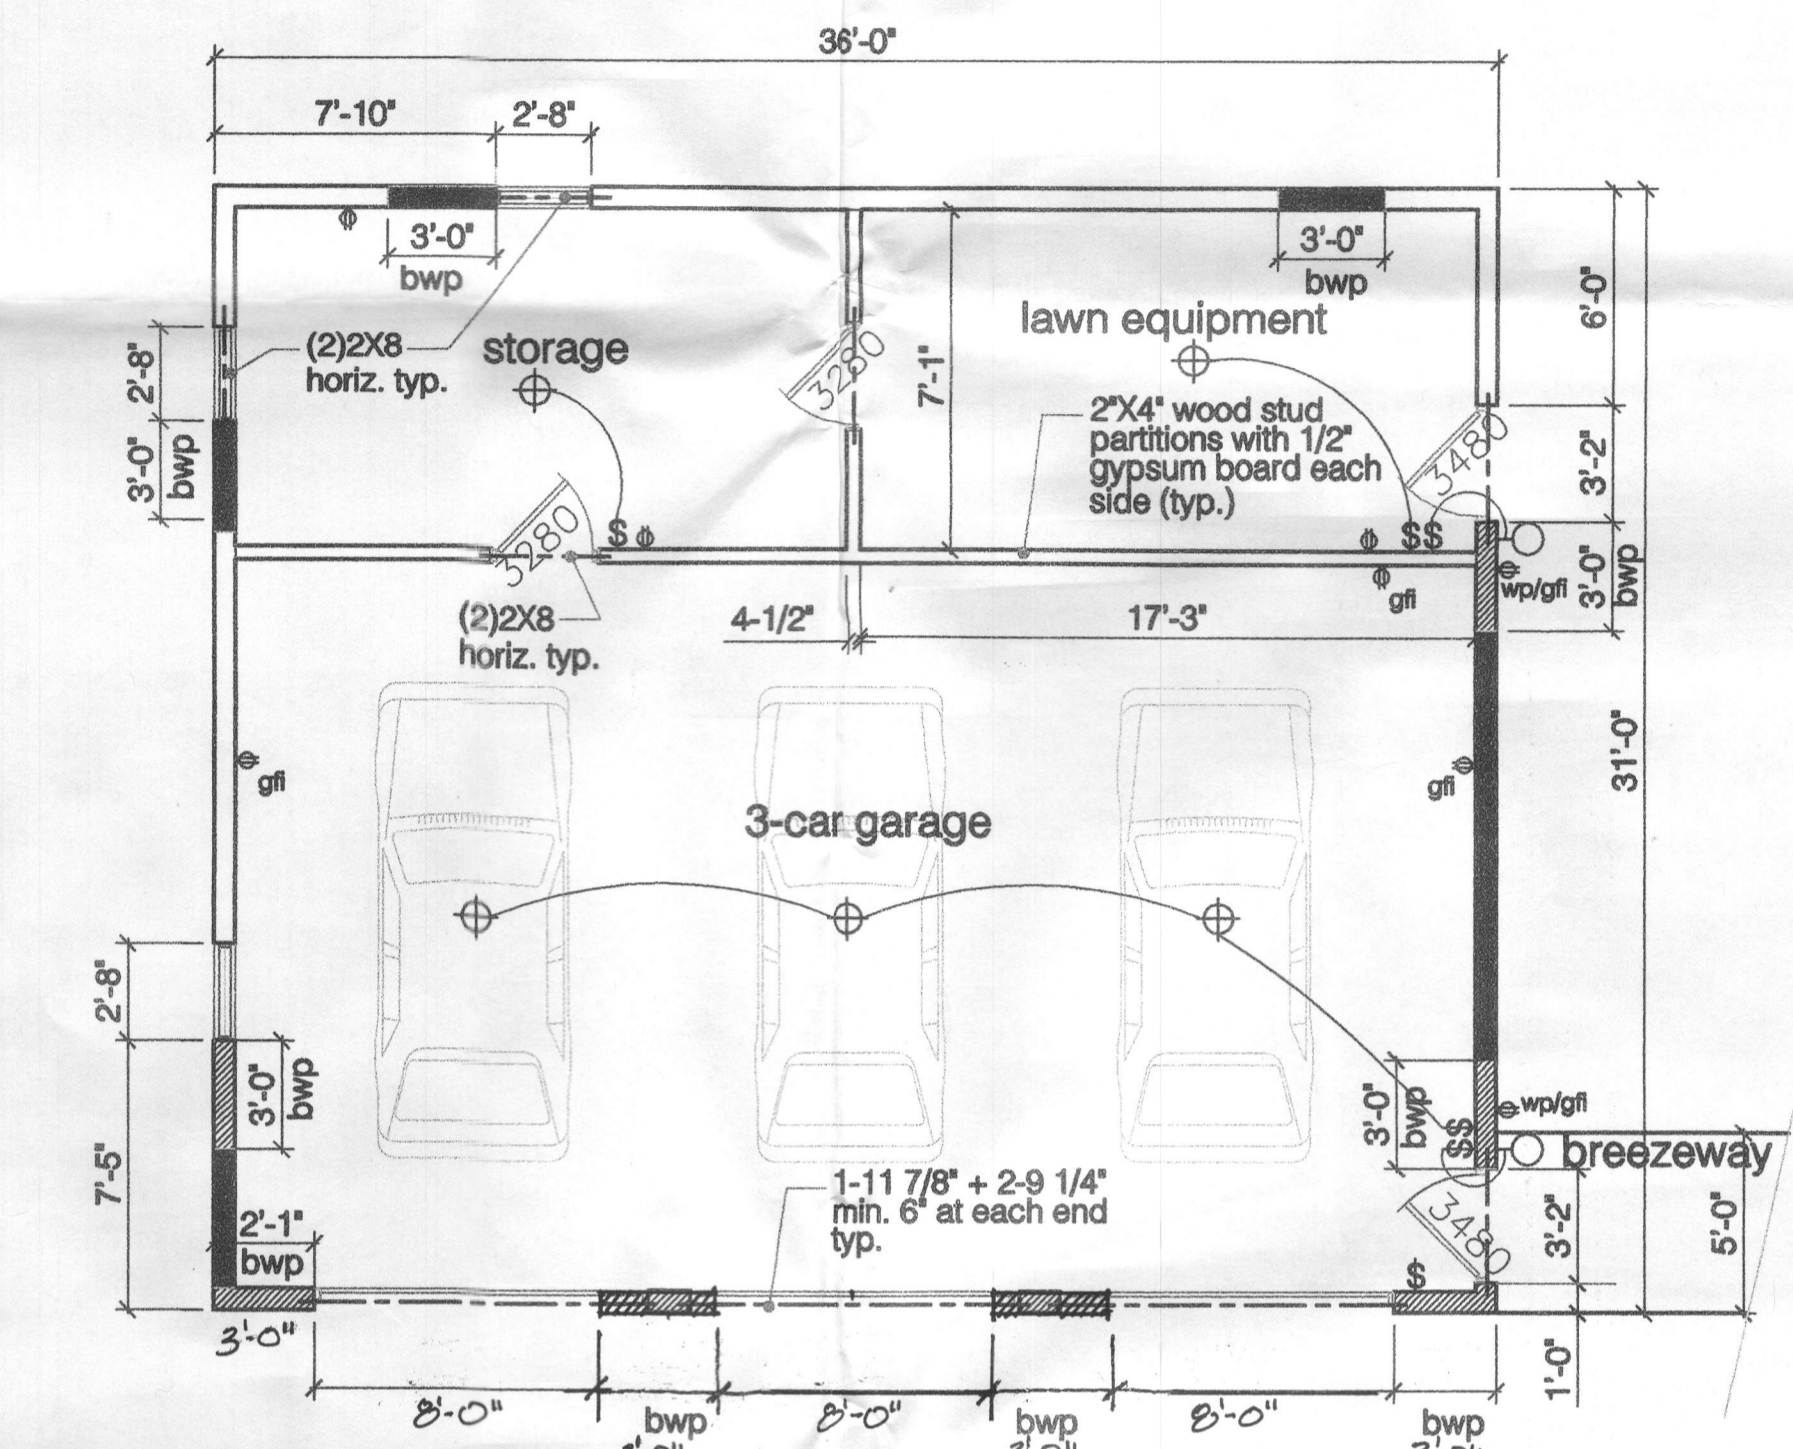 36'-0"
7'-10"
2'-8"
3'-0"
bwp
3'-0"
bwp
lawn equipment
6'-0"
(2)2X8
horiz. typ.
storage
3280
7'-1"
2'-8"
3'-0"
bwp
2"X4" wood stud
partitions with 1/2"
gypsum board each
side (typ.)
3480
3'-2"
$
3280
$$
3'-0"
bwp
wp/gfi
gfi
(2)2X8
horiz. typ.
4-1/2"
17'-3"
31'-0"
gfi
gfi
3-car garage
2'-8"
3'-0"
bwp
7'-5"
3'-0"
bwp
$$
wp/gfi
breezeway
1-11 7/8" + 2-9 1/4"
min. 6" at each end
typ.
2'-1"
bwp
3480
3'-2"
5'-0"
$
3'-0"
1'-0"
8'-0"
bwp
8'-0"
bwp
8'-0"
bwp